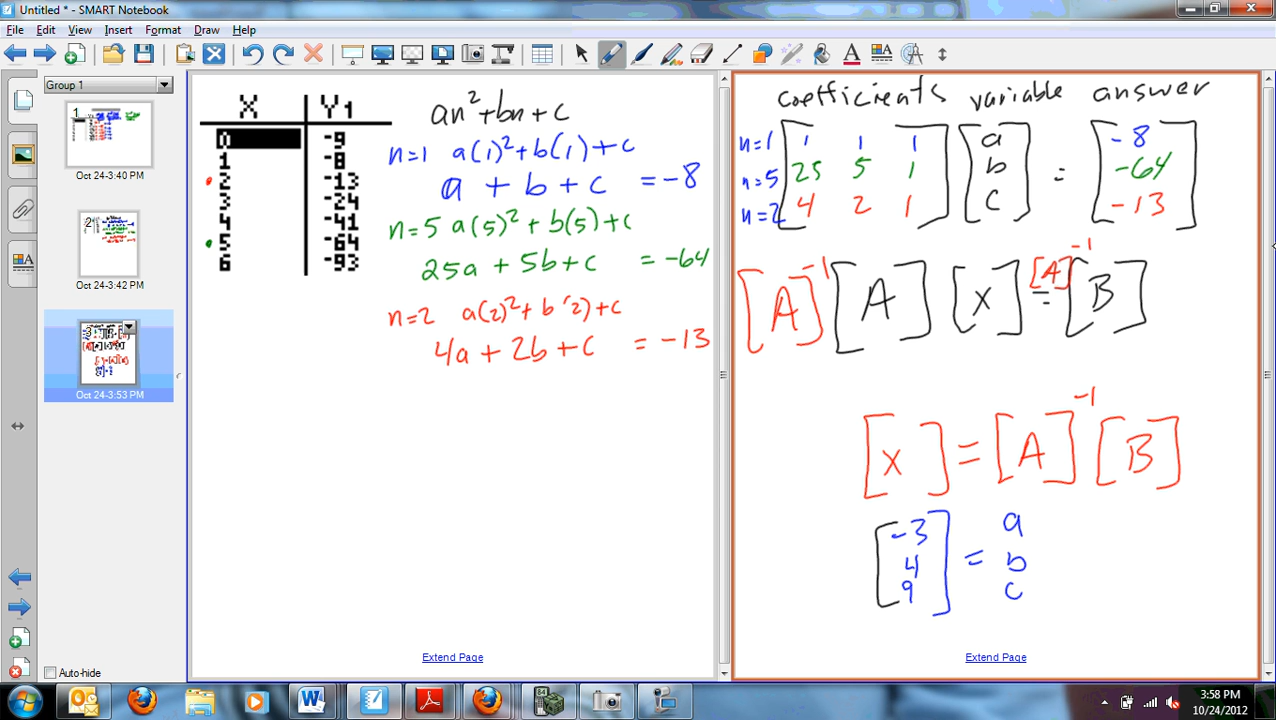 Untitled * - SMART Notebook
File Edit View Insert Format Tools Draw Help
Group 1
Oct 24-3:40 PM
Oct 24-3:42 PM
Oct 24-3:53 PM
Auto-hide
X Y1
0 -9
1 -8
2 -13
3 -24
4 -41
5 -64
6 -93
an²+bn+c
n=1 a(1)²+b(1)+c
a + b + c = -8
n=5 a(5)²+b(5)+c
25a + 5b+c = -64
n=2 a(2)²+b(2)+c
4a + 2b + c = -13
Extend Page
coefficients variable answer
n=1 [1 1 1] [a] [-8]
n=5 [25 5 1] [b] = [-64]
n=2 [4 2 1] [c] [-13]
[A]⁻¹ [A] [x] = [A]⁻¹ [B]
[x] = [A]⁻¹ [B]
[-3] a
[4] = b
[9] c
Extend Page
3:58 PM
10/24/2012